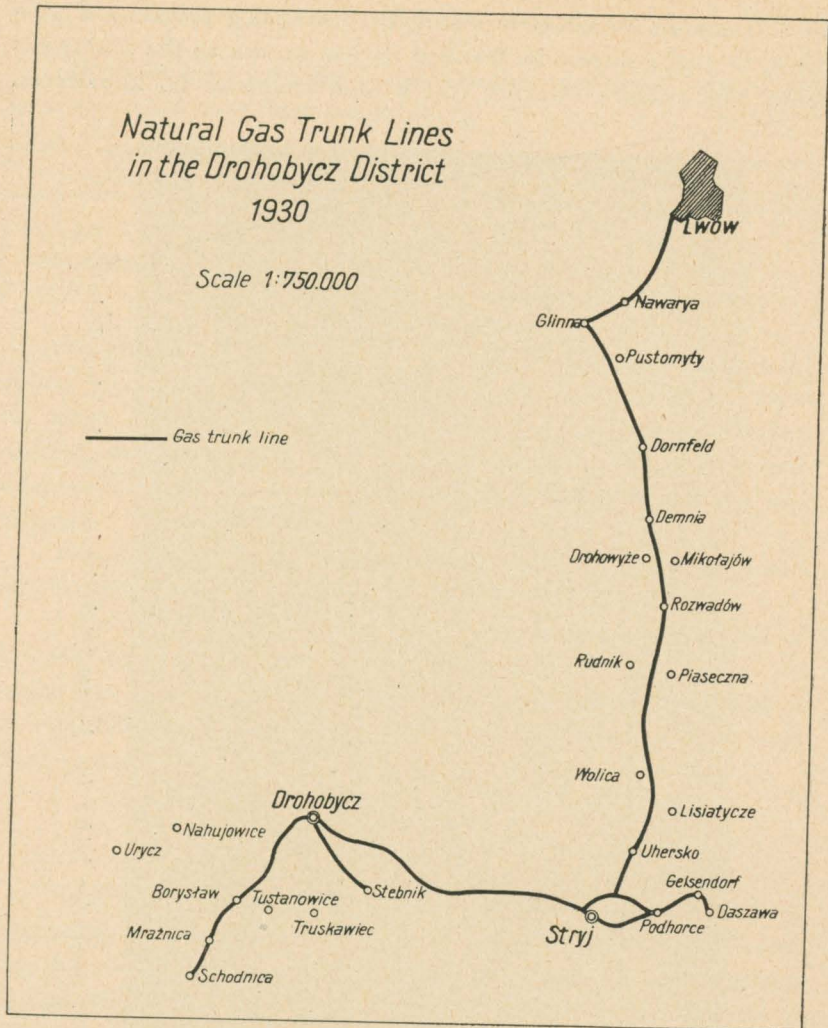 Natural Gas Trunk Lines
in the Drohobycz District
1930
Scale 1:750.000
Gas trunk line
LWÓW
Nawarya
Glinna
Pustomyty
Dornfeld
Demnia
Drohowyże
Mikołajów
Rozwadów
Rudnik
Piaseczna
Wolica
Lisiatycze
Uhersko
Gelsendorf
Daszawa
Podhorce
Stryj
Drohobycz
Nahujowice
Urycz
Stebnik
Borysław
Tustanowice
Truskawiec
Mraźnica
Schodnica